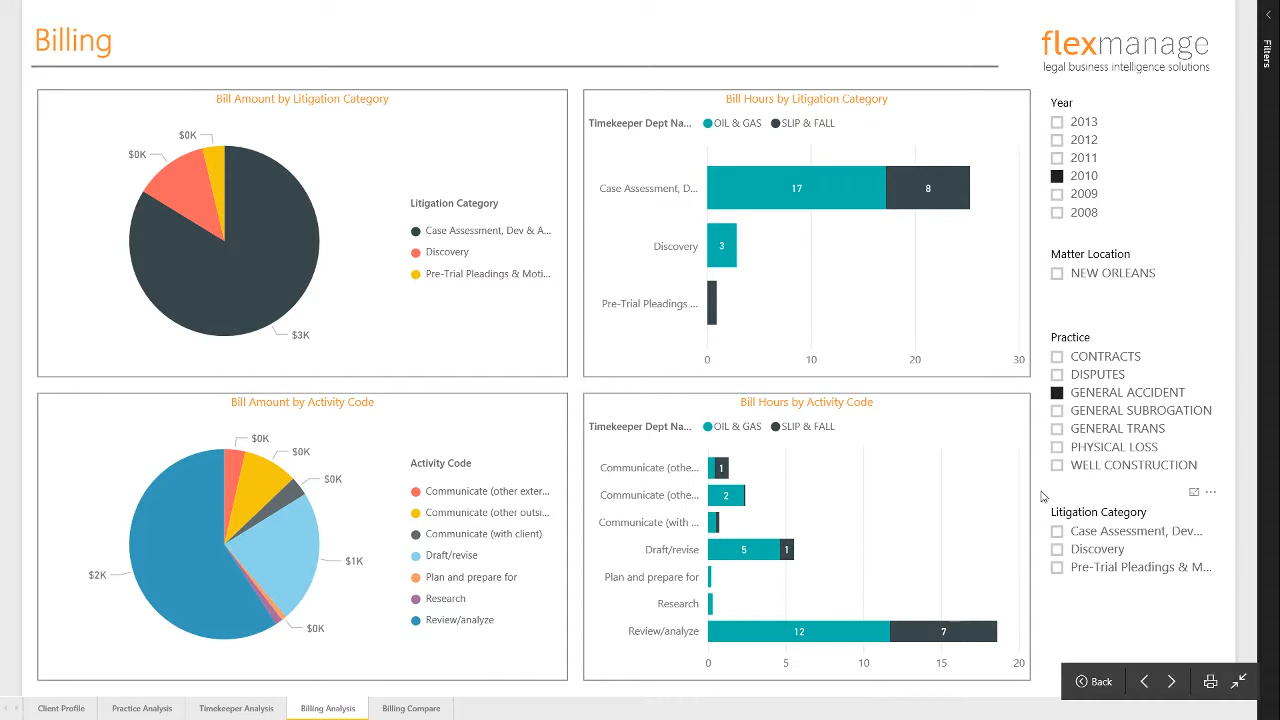 Billing
flexmanage
legal business intelligence solutions
Filters
Bill Amount by Litigation Category
$0K
$0K
$3K
Litigation Category
Case Assessment, Dev & A...
Discovery
Pre-Trial Pleadings & Moti...
Bill Hours by Litigation Category
Timekeeper Dept Na...
OIL & GAS
SLIP & FALL
Case Assessment, D...
17
8
Discovery
3
Pre-Trial Pleadings ...
0
10
20
30
Bill Amount by Activity Code
$0K
$0K
$0K
$1K
$2K
$0K
Activity Code
Communicate (other exter...
Communicate (other outsi...
Communicate (with client)
Draft/revise
Plan and prepare for
Research
Review/analyze
Bill Hours by Activity Code
Timekeeper Dept Na...
OIL & GAS
SLIP & FALL
Communicate (othe...
1
Communicate (othe...
2
Communicate (with ...
Draft/revise
5
1
Plan and prepare for
Research
Review/analyze
12
7
0
5
10
15
20
Year
2013
2012
2011
2010
2009
2008
Matter Location
NEW ORLEANS
Practice
CONTRACTS
DISPUTES
GENERAL ACCIDENT
GENERAL SUBROGATION
GENERAL TRANS
PHYSICAL LOSS
WELL CONSTRUCTION
Litigation Category
Case Assessment, Dev...
Discovery
Pre-Trial Pleadings & M...
Back
Client Profile
Practice Analysis
Timekeeper Analysis
Billing Analysis
Billing Compare